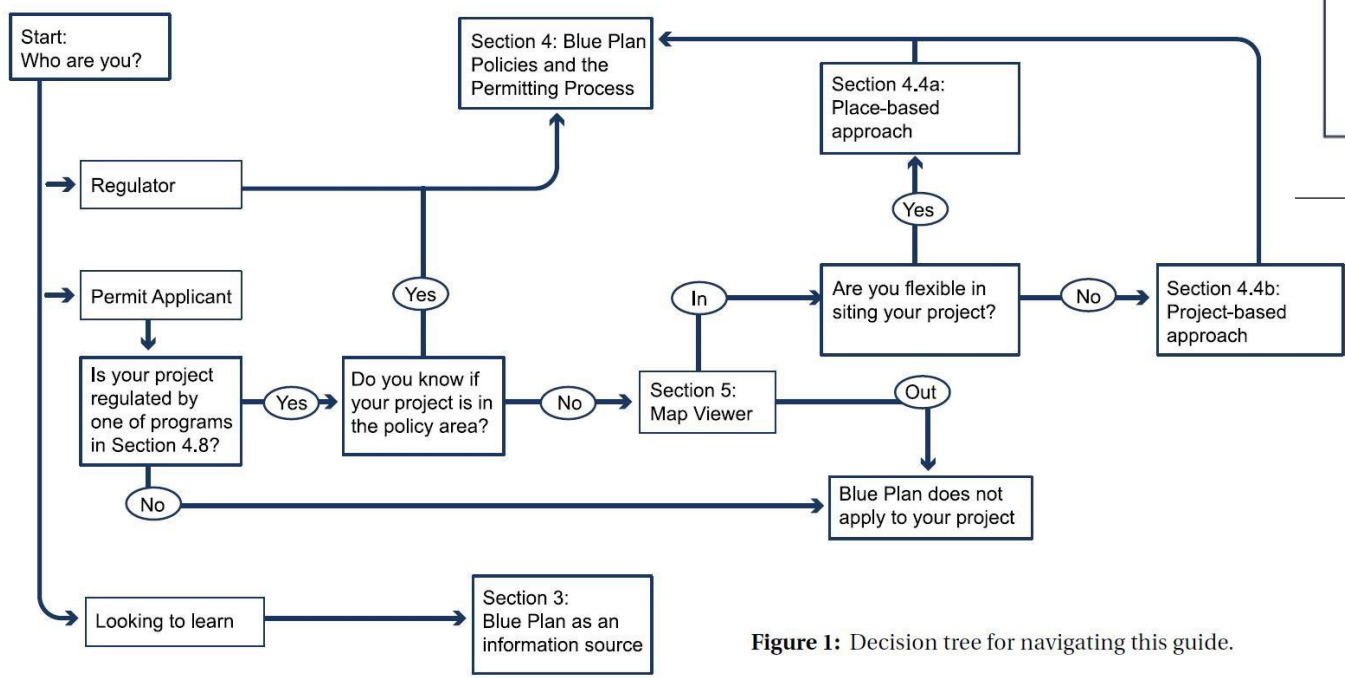 Start:
Who are you?
Section 4: Blue Plan
Policies and the
Permitting Process
Section 4.4a:
Place-based
approach
Regulator
Yes
Permit Applicant
Yes
In
Are you flexible in
siting your project?
No
Section 4.4b:
Project-based
approach
Is your project
regulated by
one of programs
in Section 4.8?
Yes
Do you know if
your project is in
the policy area?
No
Section 5:
Map Viewer
Out
No
Blue Plan does not
apply to your project
Looking to learn
Section 3:
Blue Plan as an
information source
Figure 1: Decision tree for navigating this guide.